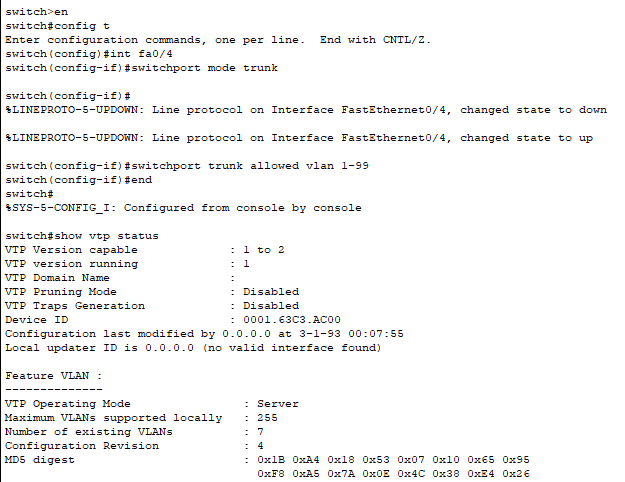 switch>en
switch#config t
Enter configuration commands, one per line.  End with CNTL/Z.
switch(config)#int fa0/4
switch(config-if)#switchport mode trunk
switch(config-if)#
%LINEPROTO-5-UPDOWN: Line protocol on Interface FastEthernet0/4, changed state to down
%LINEPROTO-5-UPDOWN: Line protocol on Interface FastEthernet0/4, changed state to up
switch(config-if)#switchport trunk allowed vlan 1-99
switch(config-if)#end
switch#
%SYS-5-CONFIG_I: Configured from console by console
switch#show vtp status
VTP Version capable             : 1 to 2
VTP version running             : 1
VTP Domain Name                 :
VTP Pruning Mode                : Disabled
VTP Traps Generation            : Disabled
Device ID                       : 0001.63C3.AC00
Configuration last modified by 0.0.0.0 at 3-1-93 00:07:55
Local updater ID is 0.0.0.0 (no valid interface found)
Feature VLAN :
--------------
VTP Operating Mode                : Server
Maximum VLANs supported locally   : 255
Number of existing VLANs          : 7
Configuration Revision            : 4
MD5 digest                        : 0x1B 0xA4 0x18 0x53 0x07 0x10 0x65 0x95
                                    0xF8 0xA5 0x7A 0x0E 0x4C 0x38 0xE4 0x26